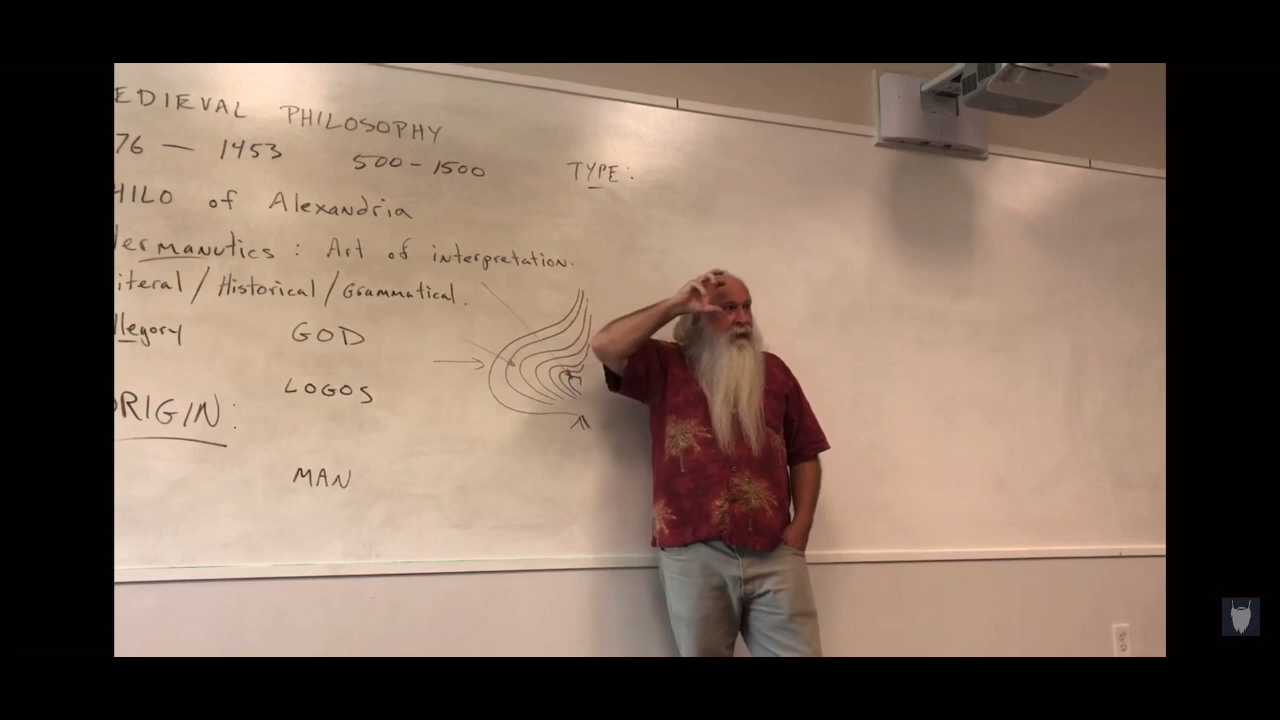 EDIEVAL PHILOSOPHY
76 — 1453 500-1500 TYPE:
HILO of Alexandria
ermanutics : Art of interpretation.
iteral / Historical / Grammatical.
llegory GOD
LOGOS
RIGIN:
MAN